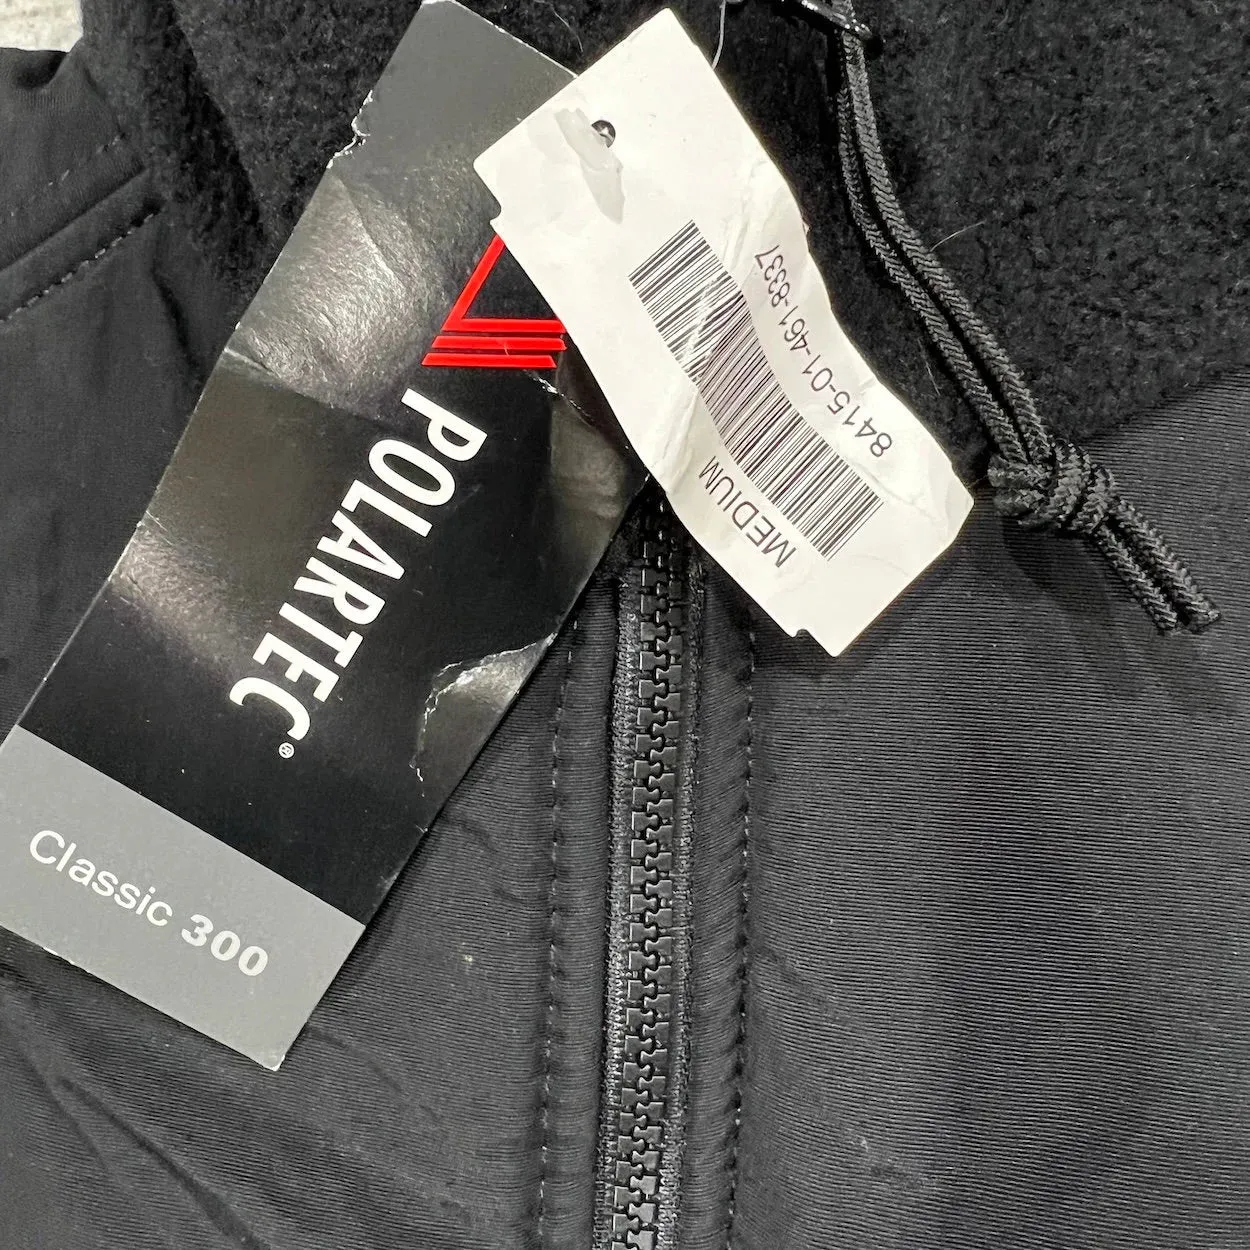 POLARTEC®
Classic 300
8415-01-461-8337
MEDIUM